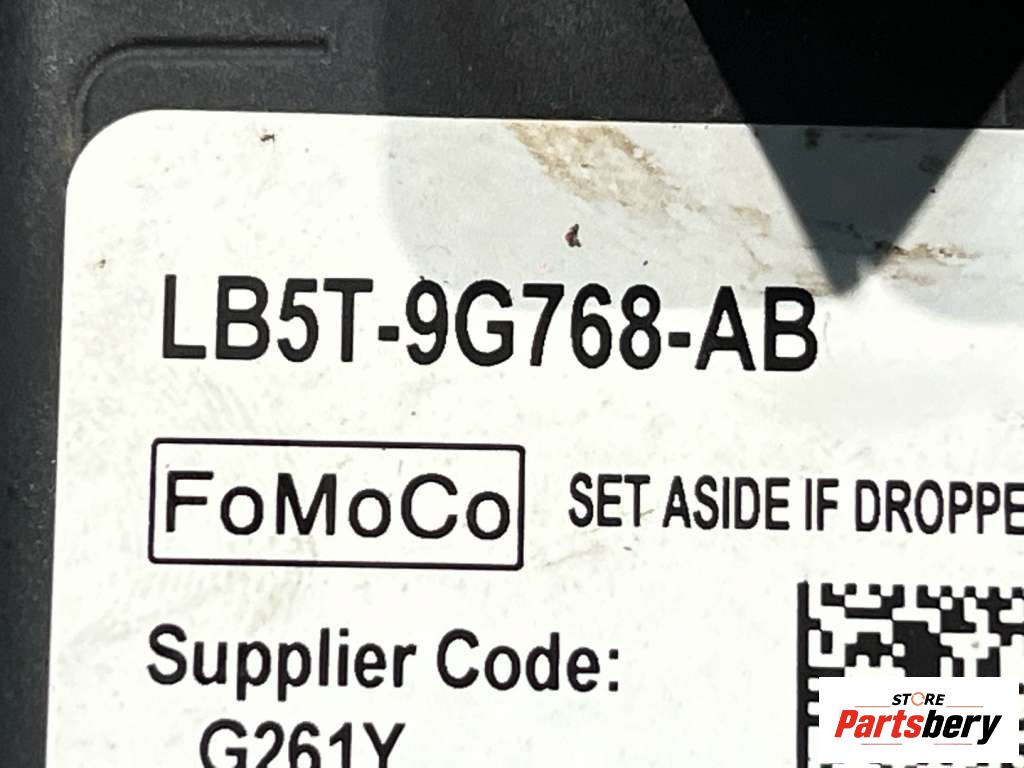 LB5T-9G768-AB
FoMoCo
SET ASIDE IF DROPPE
Supplier Code:
G261Y
STORE
Partsbery